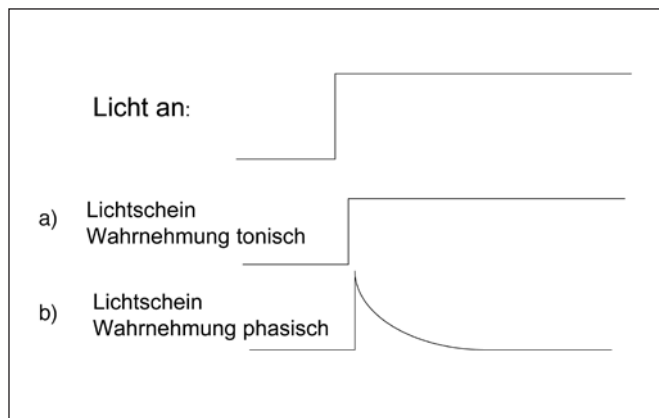 Licht an:
a) Lichtschein
Wahrnehmung tonisch
b) Lichtschein
Wahrnehmung phasisch